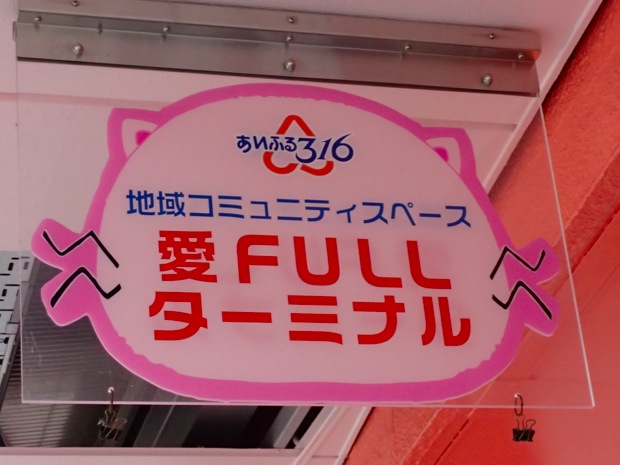 あいふる316
地域コミュニティスペース
愛FULL
ターミナル